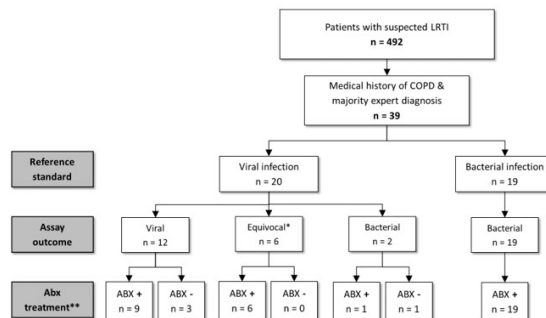 Patients with suspected LRTI
n = 492
Medical history of COPD &
majority expert diagnosis
n = 39
Reference
standard
Viral infection
n = 20
Bacterial infection
n = 19
Assay
outcome
Viral
n = 12
Equivocal*
n = 6
Bacterial
n = 2
Bacterial
n = 19
Abx
treatment**
ABX +
n = 9
ABX -
n = 3
ABX +
n = 6
ABX -
n = 0
ABX +
n = 1
ABX -
n = 1
ABX +
n = 19